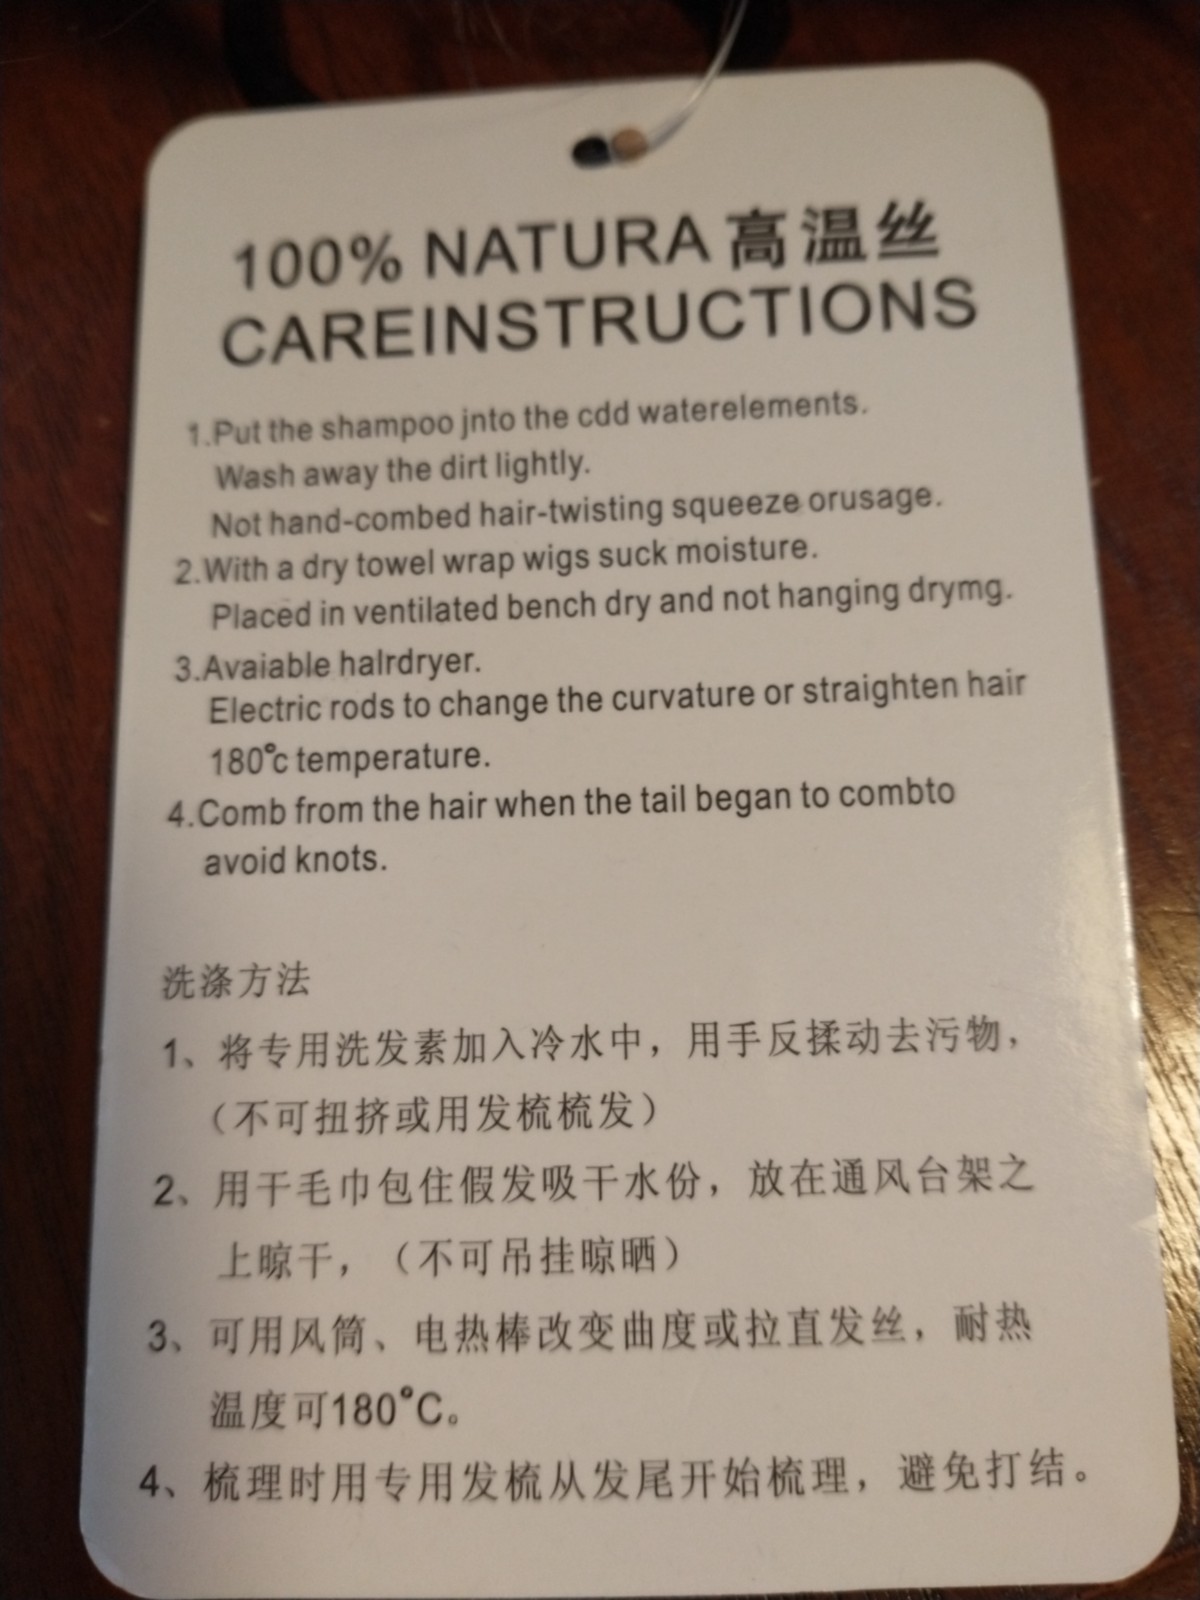 100% NATURA 高温丝
CAREINSTRUCTIONS
1.Put the shampoo jnto the cdd waterelements.
Wash away the dirt lightly.
Not hand-combed hair-twisting squeeze orusage.
2.With a dry towel wrap wigs suck moisture.
Placed in ventilated bench dry and not hanging drymg.
3.Avaiable halrdryer.
Electric rods to change the curvature or straighten hair
180°c temperature.
4.Comb from the hair when the tail began to combto
avoid knots.
洗涤方法
1、将专用洗发素加入冷水中，用手反揉动去污物，
（不可扭挤或用发梳梳发）
2、用干毛巾包住假发吸干水份，放在通风台架之
上晾干，（不可吊挂晾晒）
3、可用风筒、电热棒改变曲度或拉直发丝，耐热
温度可180°C。
4、梳理时用专用发梳从发尾开始梳理，避免打结。